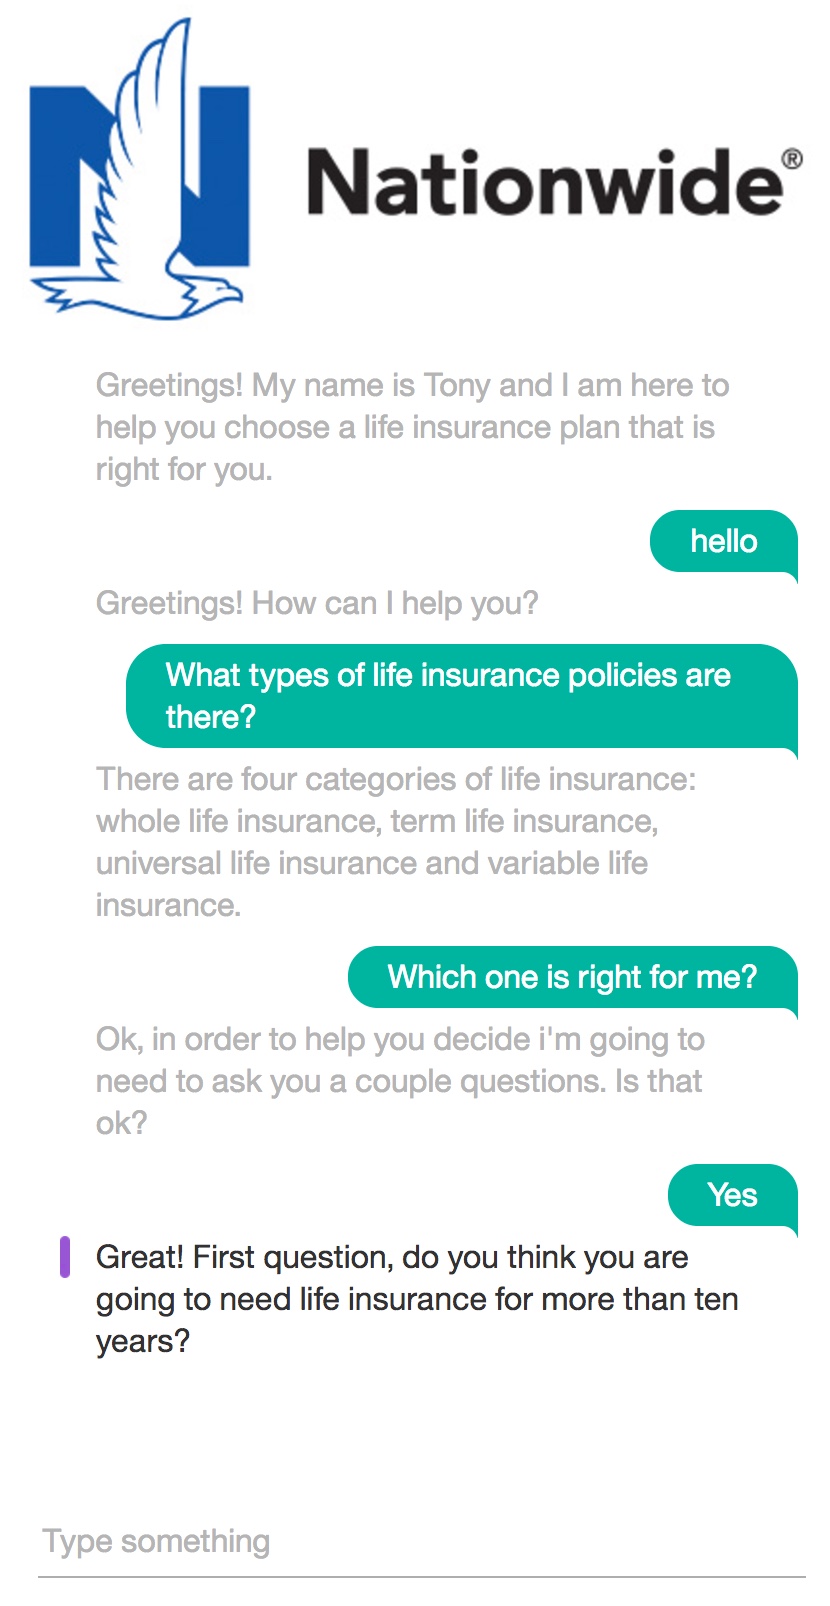 Nationwide®
Greetings! My name is Tony and I am here to
help you choose a life insurance plan that is
right for you.
hello
Greetings! How can I help you?
What types of life insurance policies are
there?
There are four categories of life insurance:
whole life insurance, term life insurance,
universal life insurance and variable life
insurance.
Which one is right for me?
Ok, in order to help you decide i'm going to
need to ask you a couple questions. Is that
ok?
Yes
Great! First question, do you think you are
going to need life insurance for more than ten
years?
Type something